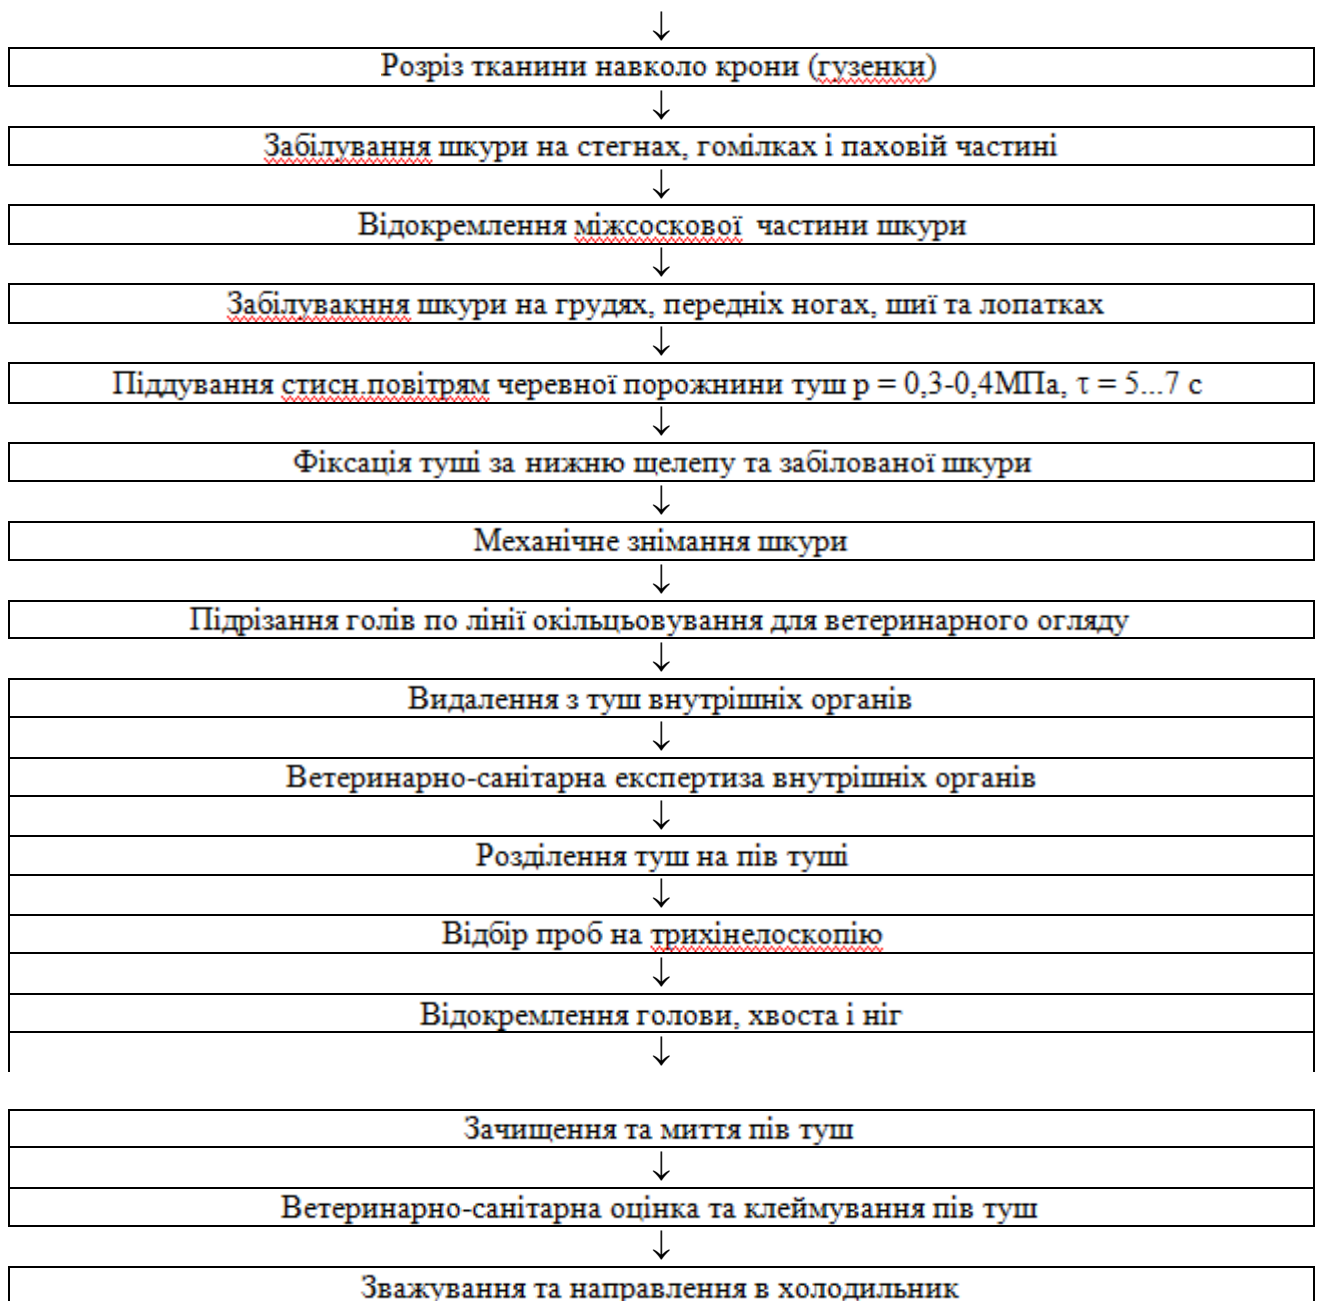 ↓
Розріз тканини навколо крони (гузенки)
↓
Забілування шкури на стегнах, гомілках і паховій частині
↓
Відокремлення міжсоскової частини шкури
↓
Забілувакння шкури на грудях, передніх ногах, шиї та лопатках
↓
Піддування стисн.повітрям черевної порожнини туш р = 0,3-0,4МПа, τ = 5...7 с
↓
Фіксація туші за нижню щелепу та забілованої шкури
↓
Механічне знімання шкури
↓
Підрізання голів по лінії окільцьовування для ветеринарного огляду
↓
Видалення з туш внутрішніх органів
↓
Ветеринарно-санітарна експертиза внутрішніх органів
↓
Розділення туш на пів туші
↓
Відбір проб на трихінелоскопію
↓
Відокремлення голови, хвоста і ніг
↓
Зачищення та миття пів туш
↓
Ветеринарно-санітарна оцінка та клеймування пів туш
↓
Зважування та направлення в холодильник